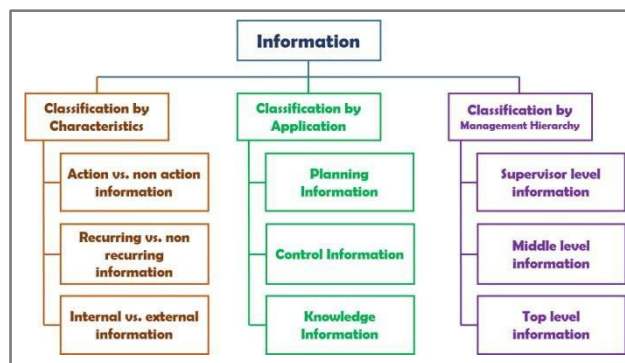 Information
Classification by
Characteristics
Action vs. non action
information
Recurring vs. non
recurring
information
Internal vs. external
information
Classification by
Application
Planning
Information
Control Information
Knowledge
Information
Classification by
Management Hierarchy
Supervisor level
information
Middle level
information
Top level
information